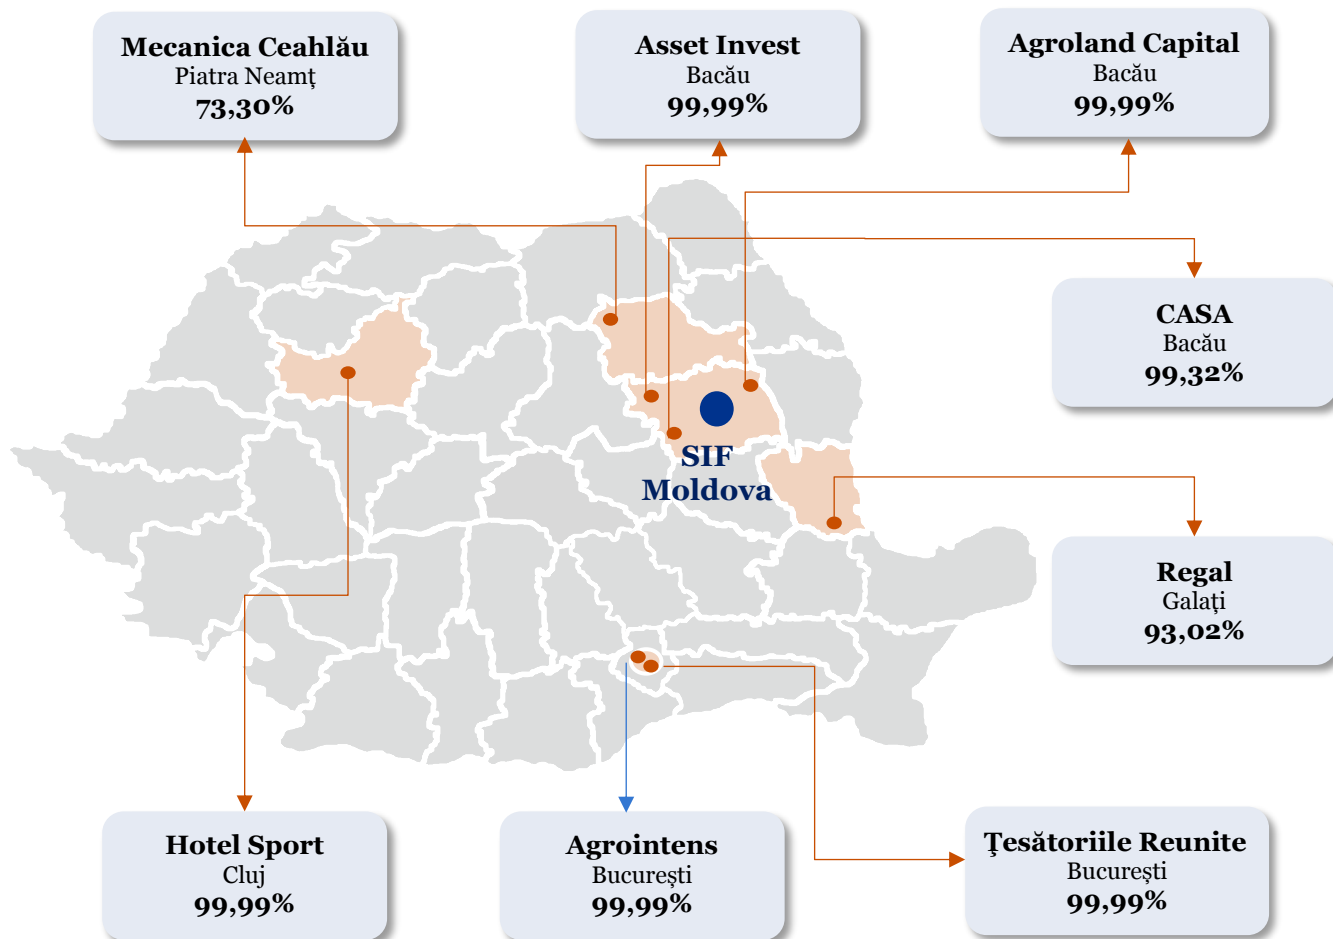 Mecanica Ceahlău
Piatra Neamț
73,30%
Asset Invest
Bacău
99,99%
Agroland Capital
Bacău
99,99%
CASA
Bacău
99,32%
SIF
Moldova
Regal
Galați
93,02%
Hotel Sport
Cluj
99,99%
Agrointens
București
99,99%
Ţesătoriile Reunite
București
99,99%